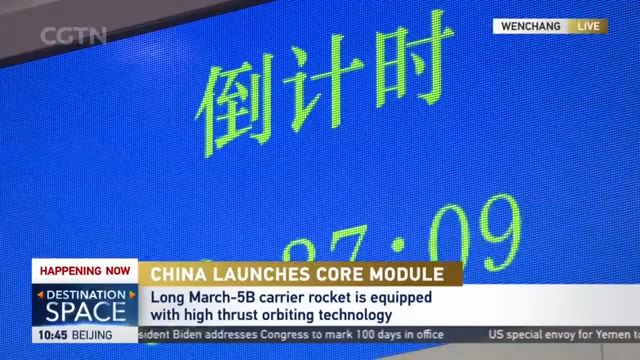 CGTN
WENCHANG LIVE
倒计时
37:09
HAPPENING NOW
CHINA LAUNCHES CORE MODULE
DESTINATION
SPACE
Long March-5B carrier rocket is equipped
with high thrust orbiting technology
10:45 BEIJING
Biden addresses Congress to mark 100 days in office US special envoy for Yemen